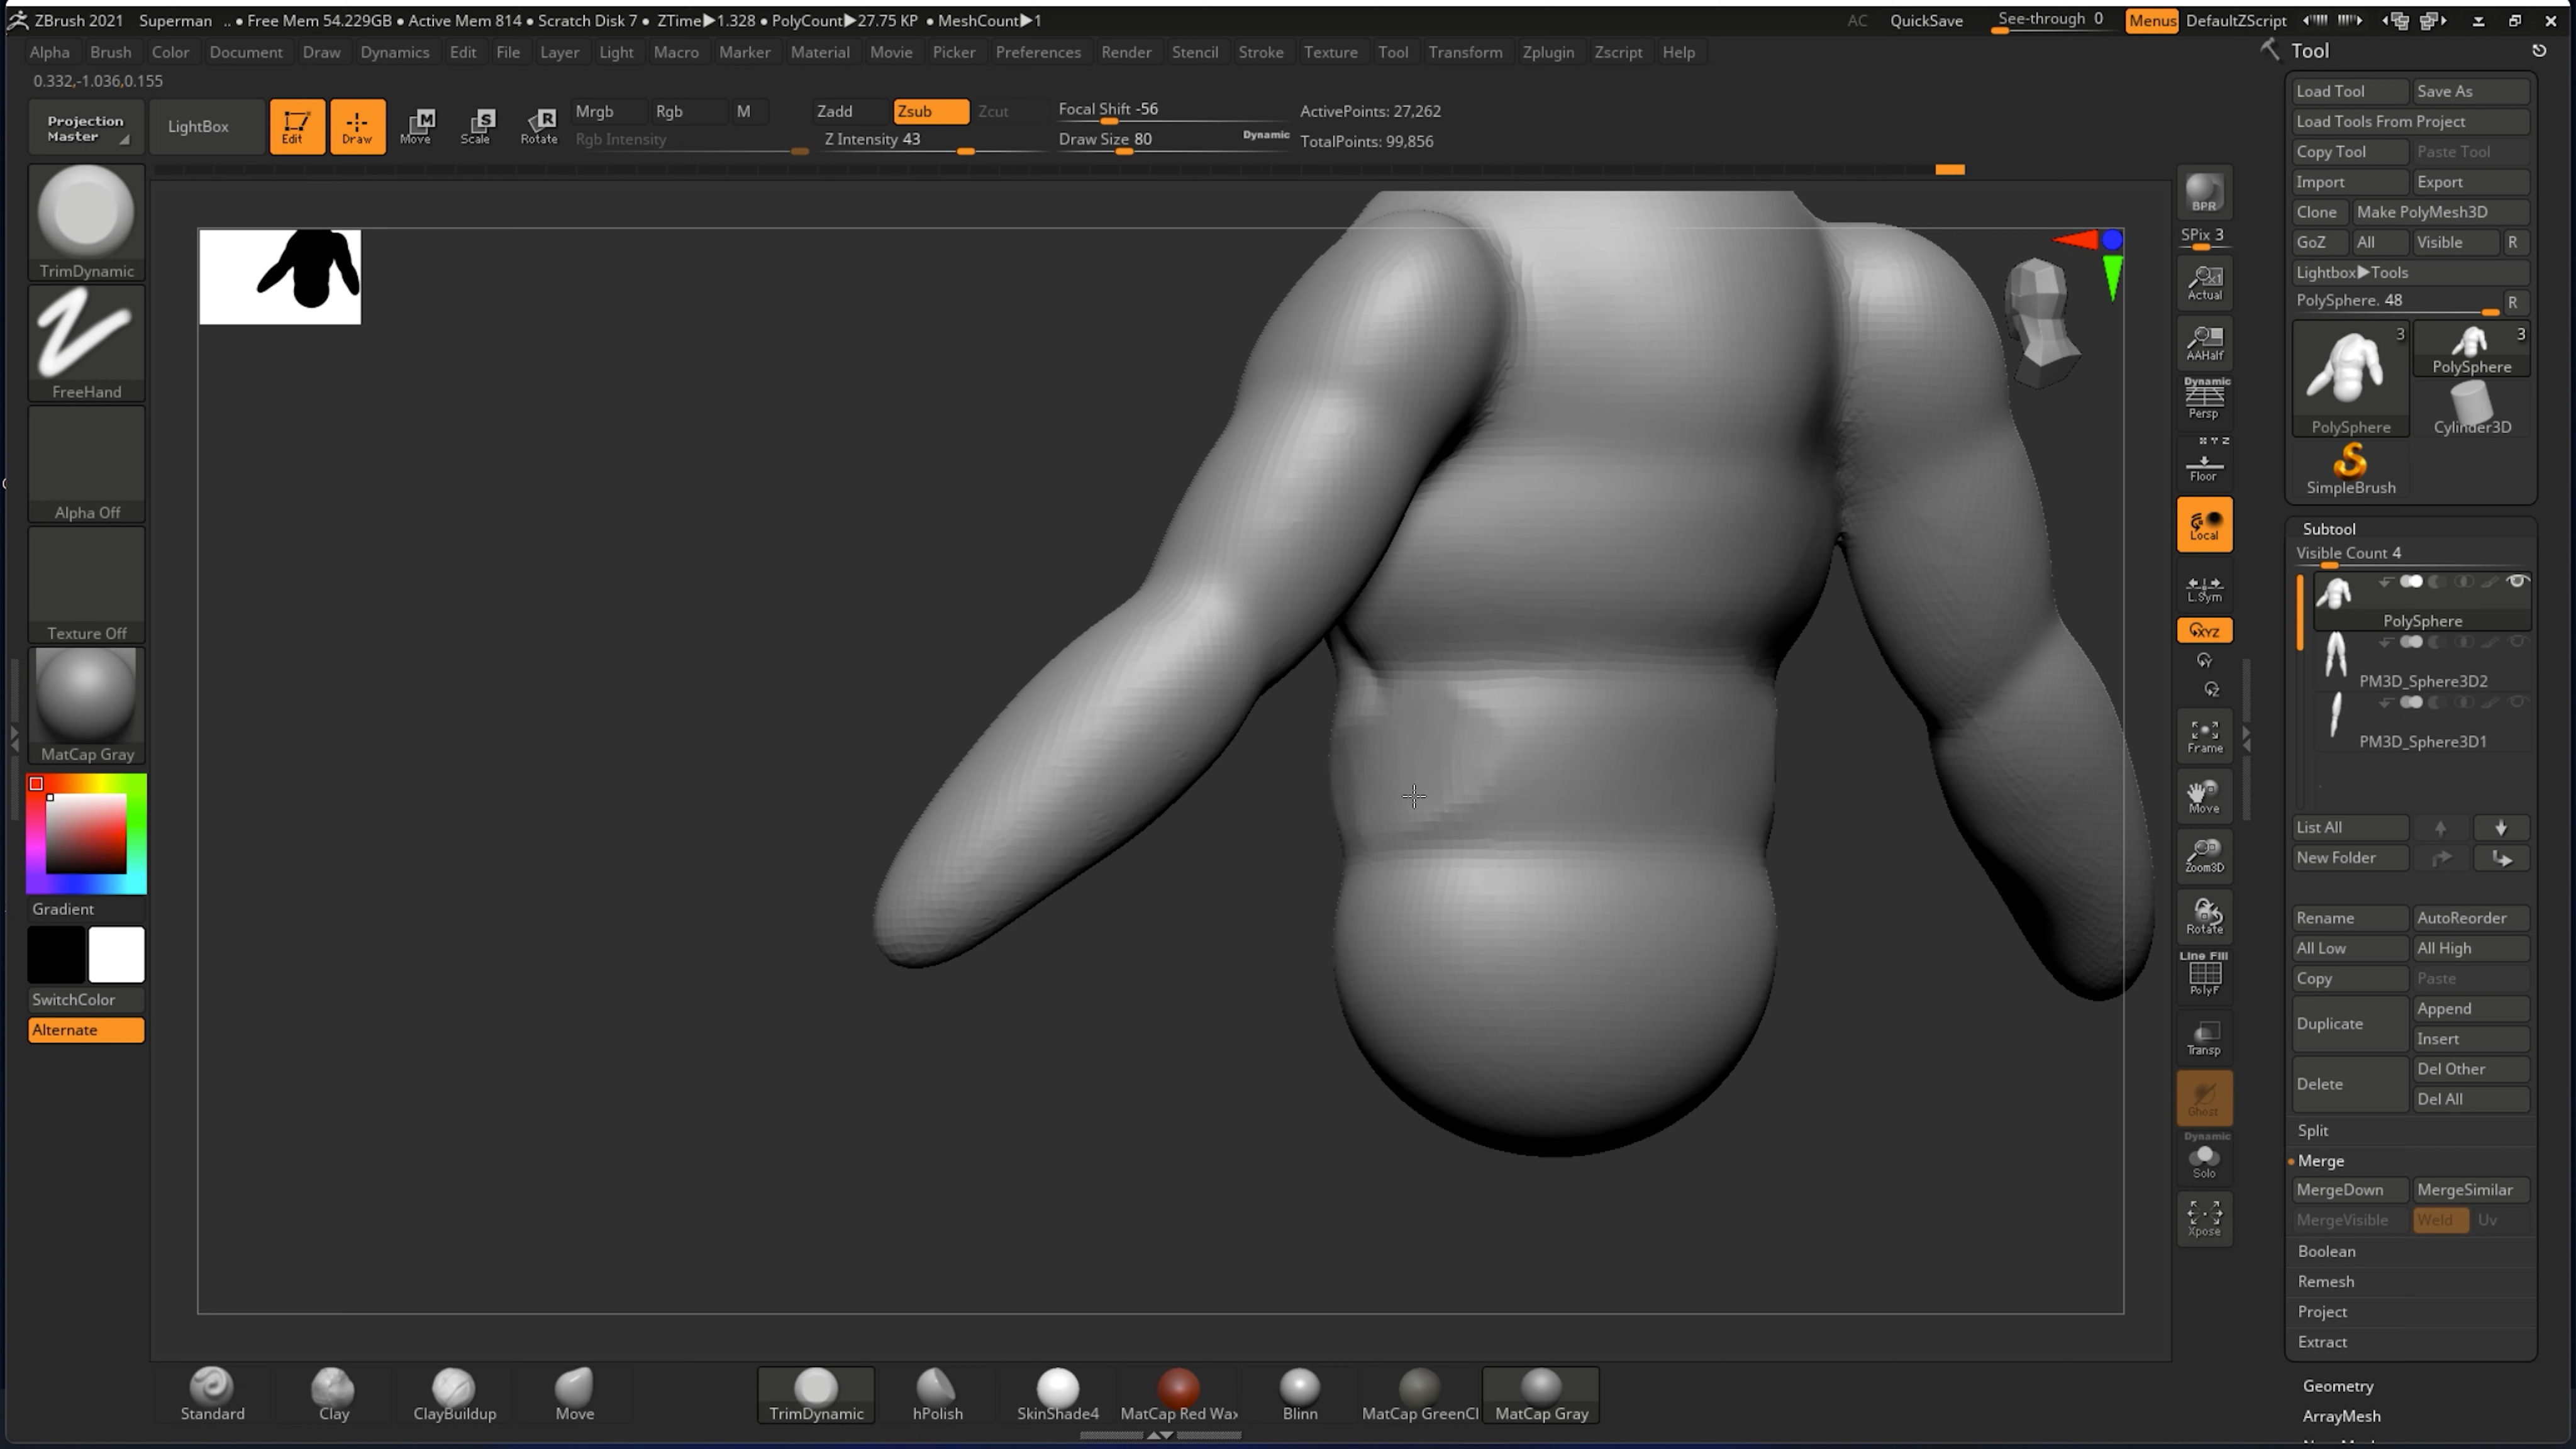 ZBrush 2021 Superman .. • Free Mem 54.229GB • Active Mem 814 • Scratch Disk 7 • ZTime▶1.328 • PolyCount▶27.75 KP • MeshCount▶1 AC QuickSave See-through 0 Menus DefaultZScript
Alpha Brush Color Document Draw Dynamics Edit File Layer Light Macro Marker Material Movie Picker Preferences Render Stencil Stroke Texture Tool Transform Zplugin Zscript Help
0.332,-1.036,0.155
Projection Master
LightBox
Edit
Draw
Move
Scale
Rotate
Mrgb Rgb M
Rgb Intensity
Zadd Zsub Zcut
Z Intensity 43
Focal Shift -56
Draw Size 80 Dynamic
ActivePoints: 27,262
TotalPoints: 99,856
TrimDynamic
FreeHand
Alpha Off
Texture Off
MatCap Gray
Gradient
SwitchColor
Alternate
BPR
SPix 3
Actual
AAHalf
Dynamic
Persp
X Y Z
Floor
Local
L.Sym
XYZ
Y
Z
Frame
Move
Zoom3D
Rotate
Line Fill
PolyF
Transp
Ghost
Dynamic
Solo
Xpose
Tool
Load Tool Save As
Load Tools From Project
Copy Tool Paste Tool
Import Export
Clone Make PolyMesh3D
GoZ All Visible R
Lightbox▶Tools
PolySphere. 48 R
3 3
PolySphere
PolySphere Cylinder3D
SimpleBrush
Subtool
Visible Count 4
PolySphere
PM3D_Sphere3D2
PM3D_Sphere3D1
List All
New Folder
Rename AutoReorder
All Low All High
Copy Paste
Duplicate Append
Insert
Delete Del Other
Del All
Split
Merge
MergeDown MergeSimilar
MergeVisible Weld Uv
Boolean
Remesh
Project
Extract
Geometry
ArrayMesh
Standard Clay ClayBuildup Move TrimDynamic hPolish SkinShade4 MatCap Red Wax Blinn MatCap GreenCl MatCap Gray